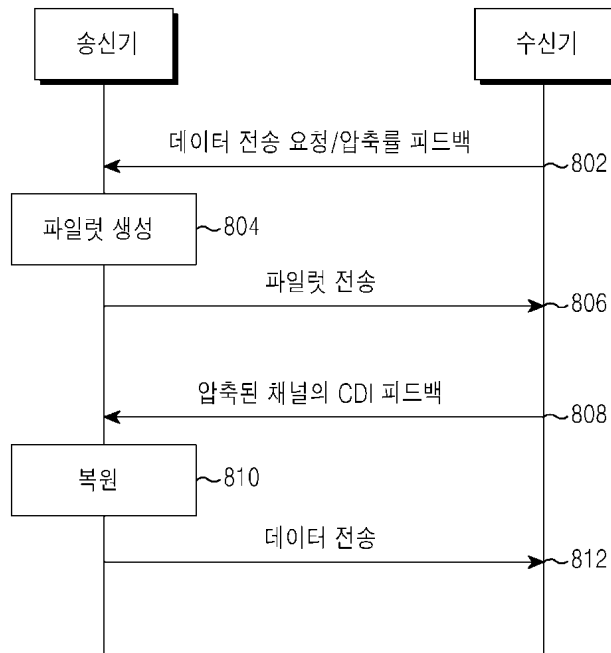 송신기
수신기
데이터 전송 요청/압축률 피드백
802
파일럿 생성
804
파일럿 전송
806
압축된 채널의 CDI 피드백
808
복원
810
데이터 전송
812